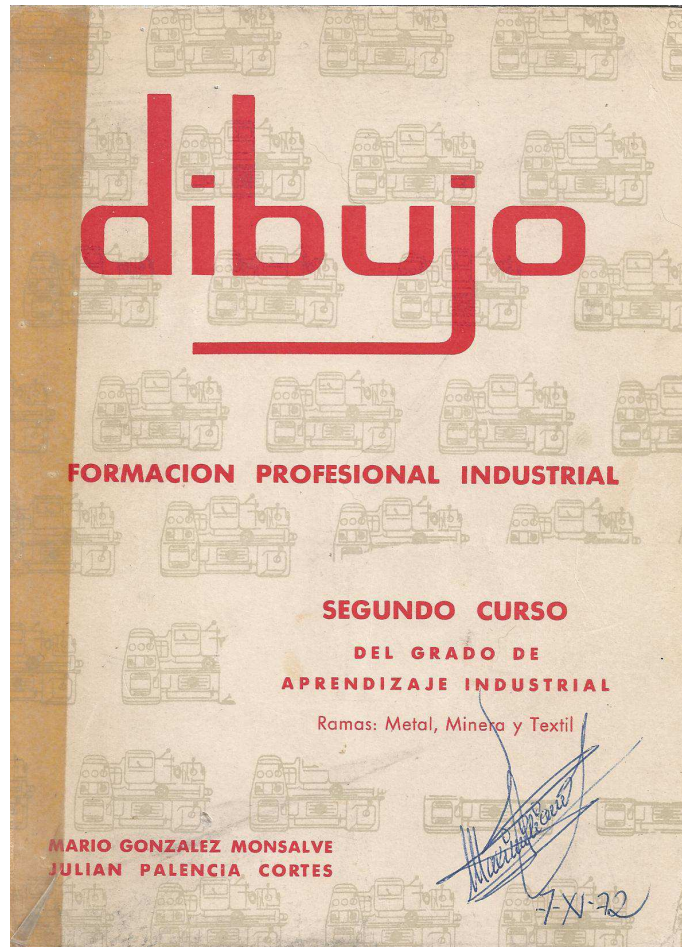 dibujo
FORMACION PROFESIONAL INDUSTRIAL
SEGUNDO CURSO
DEL GRADO DE
APRENDIZAJE INDUSTRIAL
Ramas: Metal, Minera y Textil
MARIO GONZALEZ MONSALVE
JULIAN PALENCIA CORTES
-7-XI-72